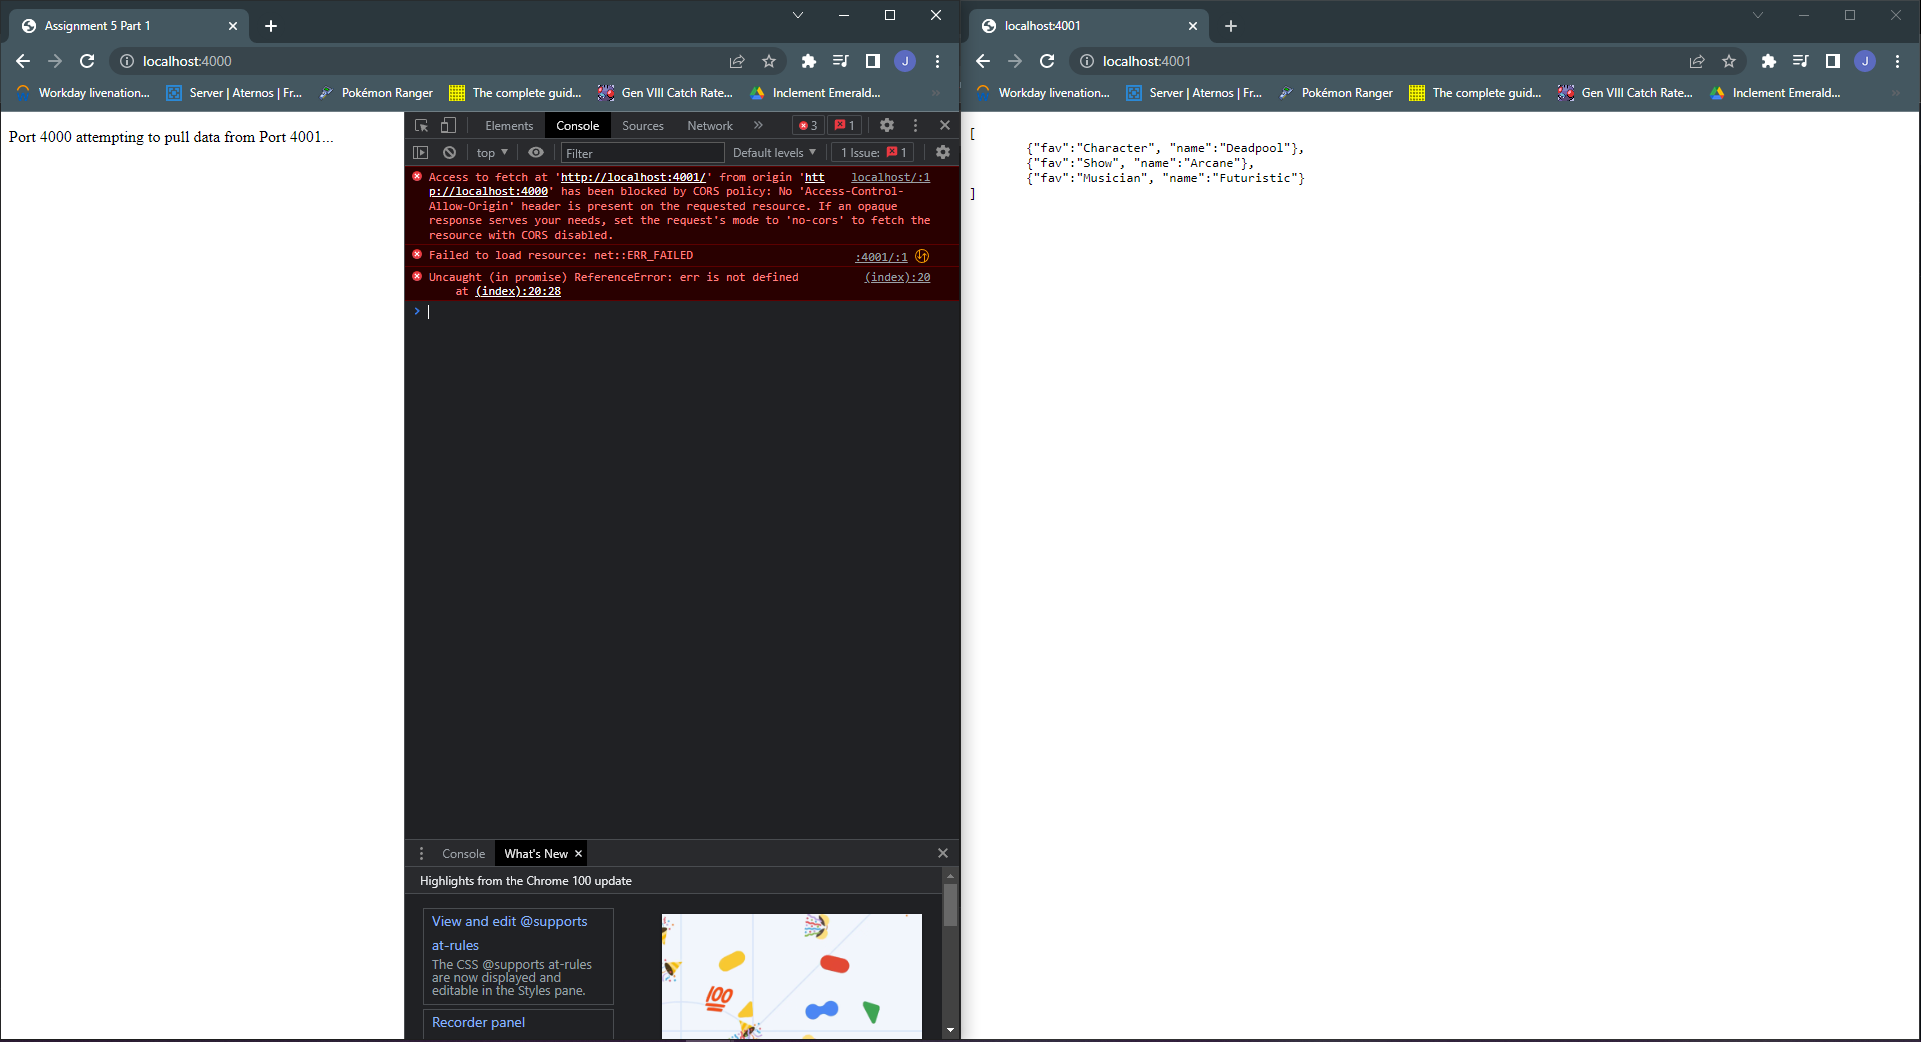 Assignment 5 Part 1
localhost:4000
J
Workday livenation...
Server | Aternos | Fr...
Pokémon Ranger
The complete guid...
Gen VIII Catch Rate...
Inclement Emerald...
»
Port 4000 attempting to pull data from Port 4001...
Elements
Console
Sources
Network
»
3
1
top
Filter
Default levels
1 Issue:
1
Access to fetch at 'http://localhost:4001/' from origin 'htt
localhost/:1
p://localhost:4000' has been blocked by CORS policy: No 'Access-Control-
Allow-Origin' header is present on the requested resource. If an opaque
response serves your needs, set the request's mode to 'no-cors' to fetch the
resource with CORS disabled.
Failed to load resource: net::ERR_FAILED
:4001/:1
Uncaught (in promise) ReferenceError: err is not defined
(index):20
at (index):20:28
>
Console
What's New
Highlights from the Chrome 100 update
View and edit @supports
at-rules
The CSS @supports at-rules
are now displayed and
editable in the Styles pane.
Recorder panel
100
localhost:4001
localhost:4001
J
Workday livenation...
Server | Aternos | Fr...
Pokémon Ranger
The complete guid...
Gen VIII Catch Rate...
Inclement Emerald...
»
[
{"fav":"Character", "name":"Deadpool"},
{"fav":"Show", "name":"Arcane"},
{"fav":"Musician", "name":"Futuristic"}
]